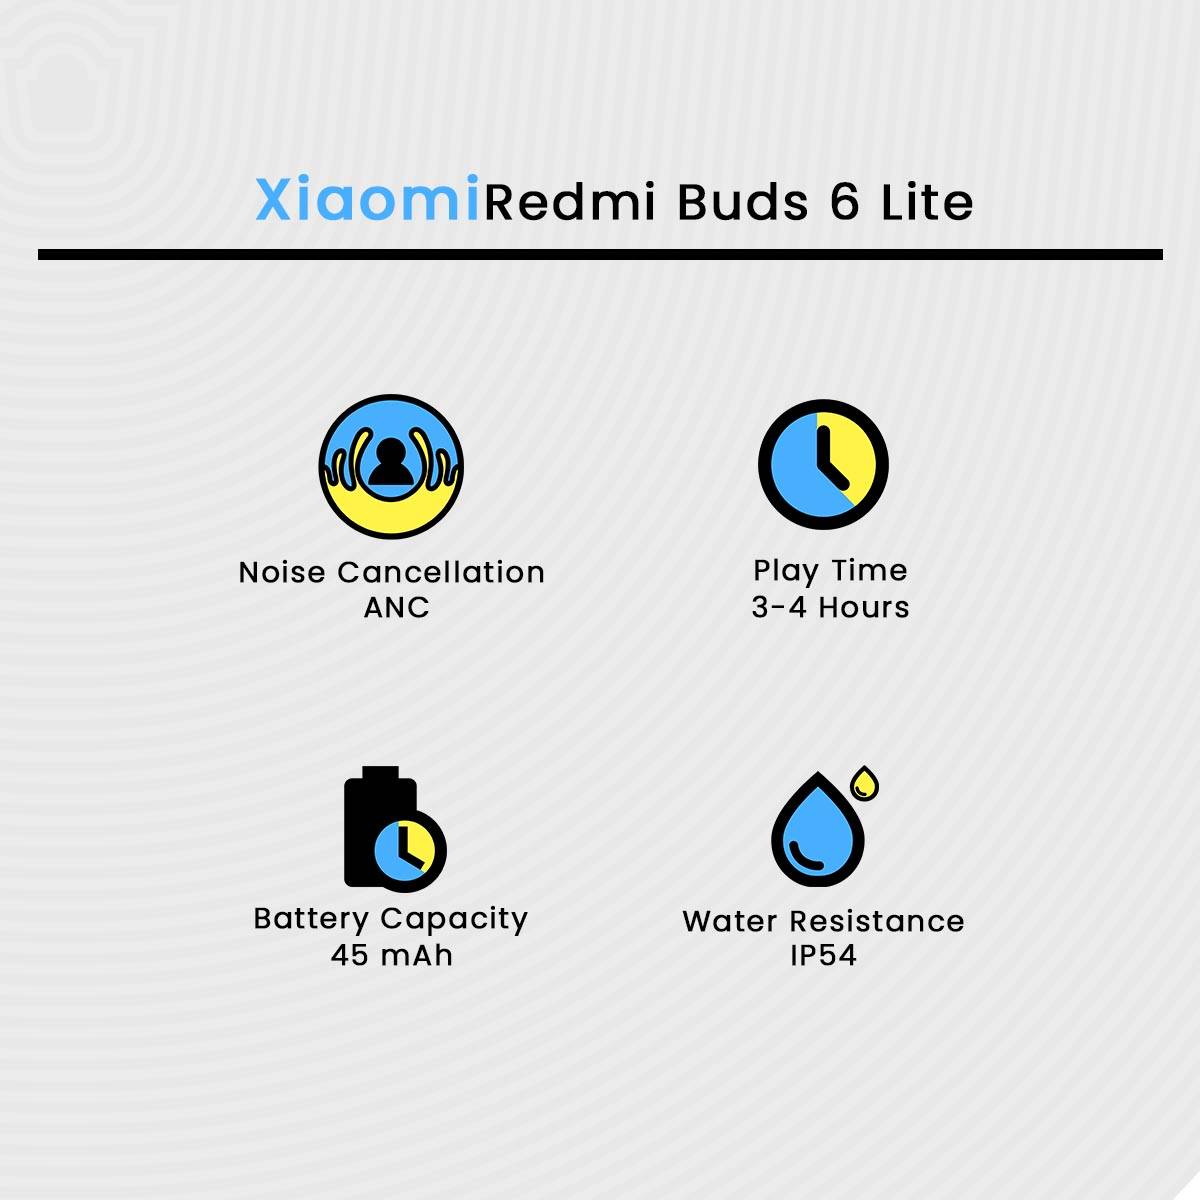 XiaomiRedmi Buds 6 Lite
Noise Cancellation
ANC
Play Time
3-4 Hours
Battery Capacity
45 mAh
Water Resistance
IP54